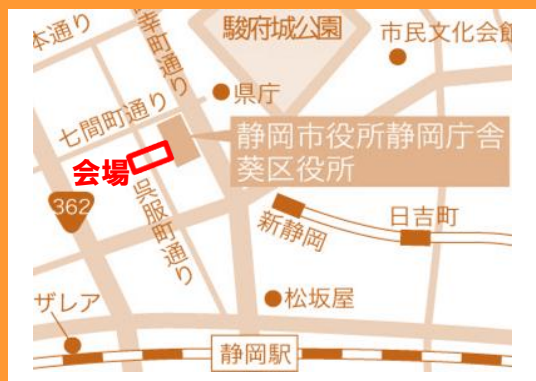 本通り
幸町通り
駿府城公園
市民文化会館
県庁
七間町通り
静岡市役所静岡庁舎
葵区役所
会場
362
呉服町通り
新静岡
日吉町
松坂屋
ザレア
静岡駅